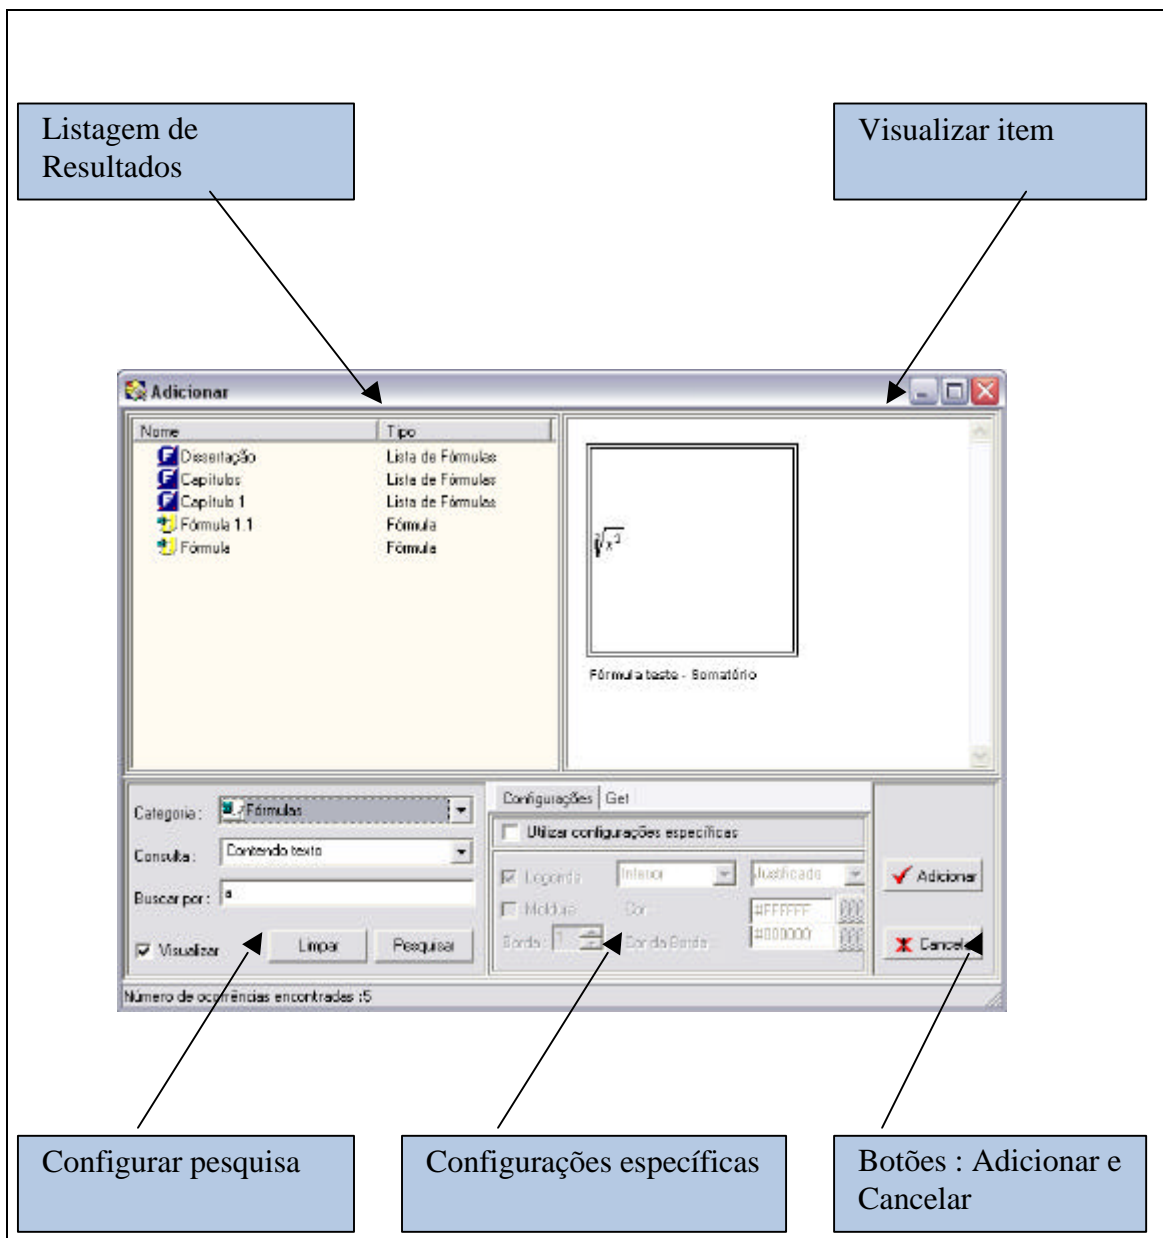 Listagem de
Resultados
Visualizar item
Adicionar
Nome Tipo
Dissertação Lista de Fórmulas
Capítulos Lista de Fórmulas
Capítulo 1 Lista de Fórmulas
Fórmula 1.1 Fórmula
Fórmula Fórmula
Fórmula teste - Somatório
Categoria : Fórmulas
Consulta : Contendo texto
Buscar por : a
Visualizar Limpar Pesquisar
Configurações Get
Utilizar configurações específicas
Legenda Inferior Justificado
Moldura Cor : #FFFFFF
Borda : 1 Cor da Borda : #000000
Adicionar
Cancelar
Número de ocorrências encontradas :5
Configurar pesquisa
Configurações específicas
Botões : Adicionar e
Cancelar